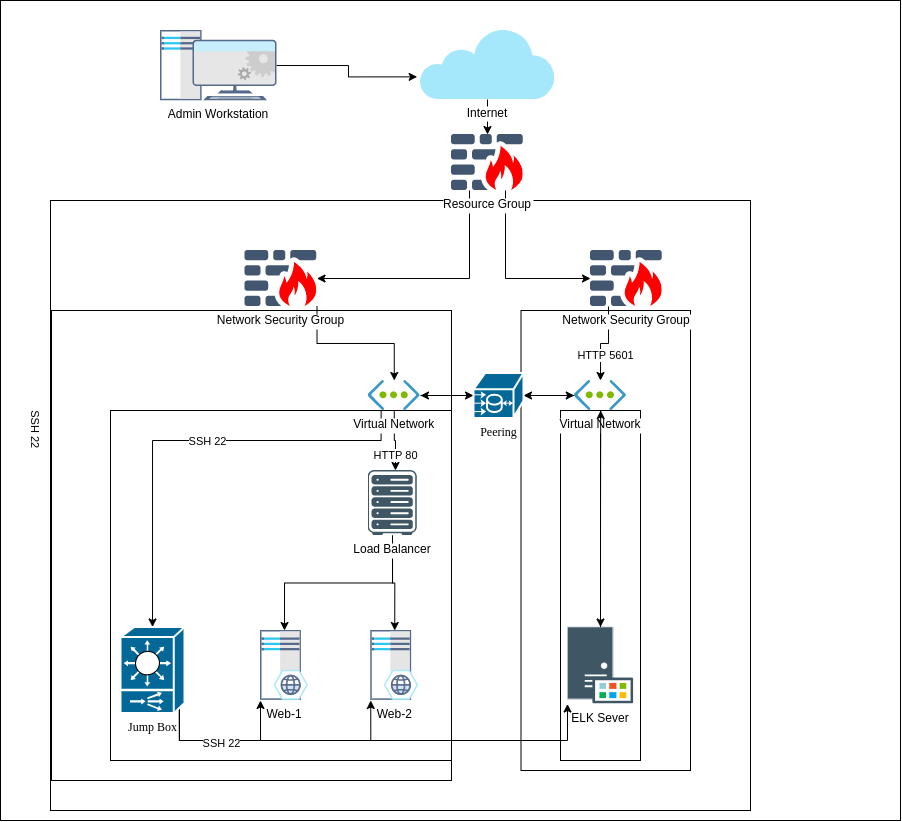 Admin Workstation
Internet
Resource Group
Network Security Group
Network Security Group
HTTP 5601
SSH 22
Virtual Network
Peering
Virtual Network
SSH 22
HTTP 80
Load Balancer
Jump Box
Web-1
Web-2
ELK Sever
SSH 22